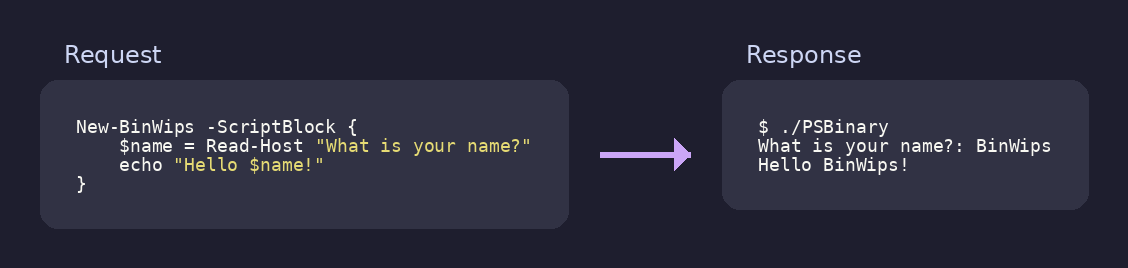 Request
New-BinWips -ScriptBlock {
    $name = Read-Host "What is your name?"
    echo "Hello $name!"
}
Response
$ ./PSBinary
What is your name?: BinWips
Hello BinWips!